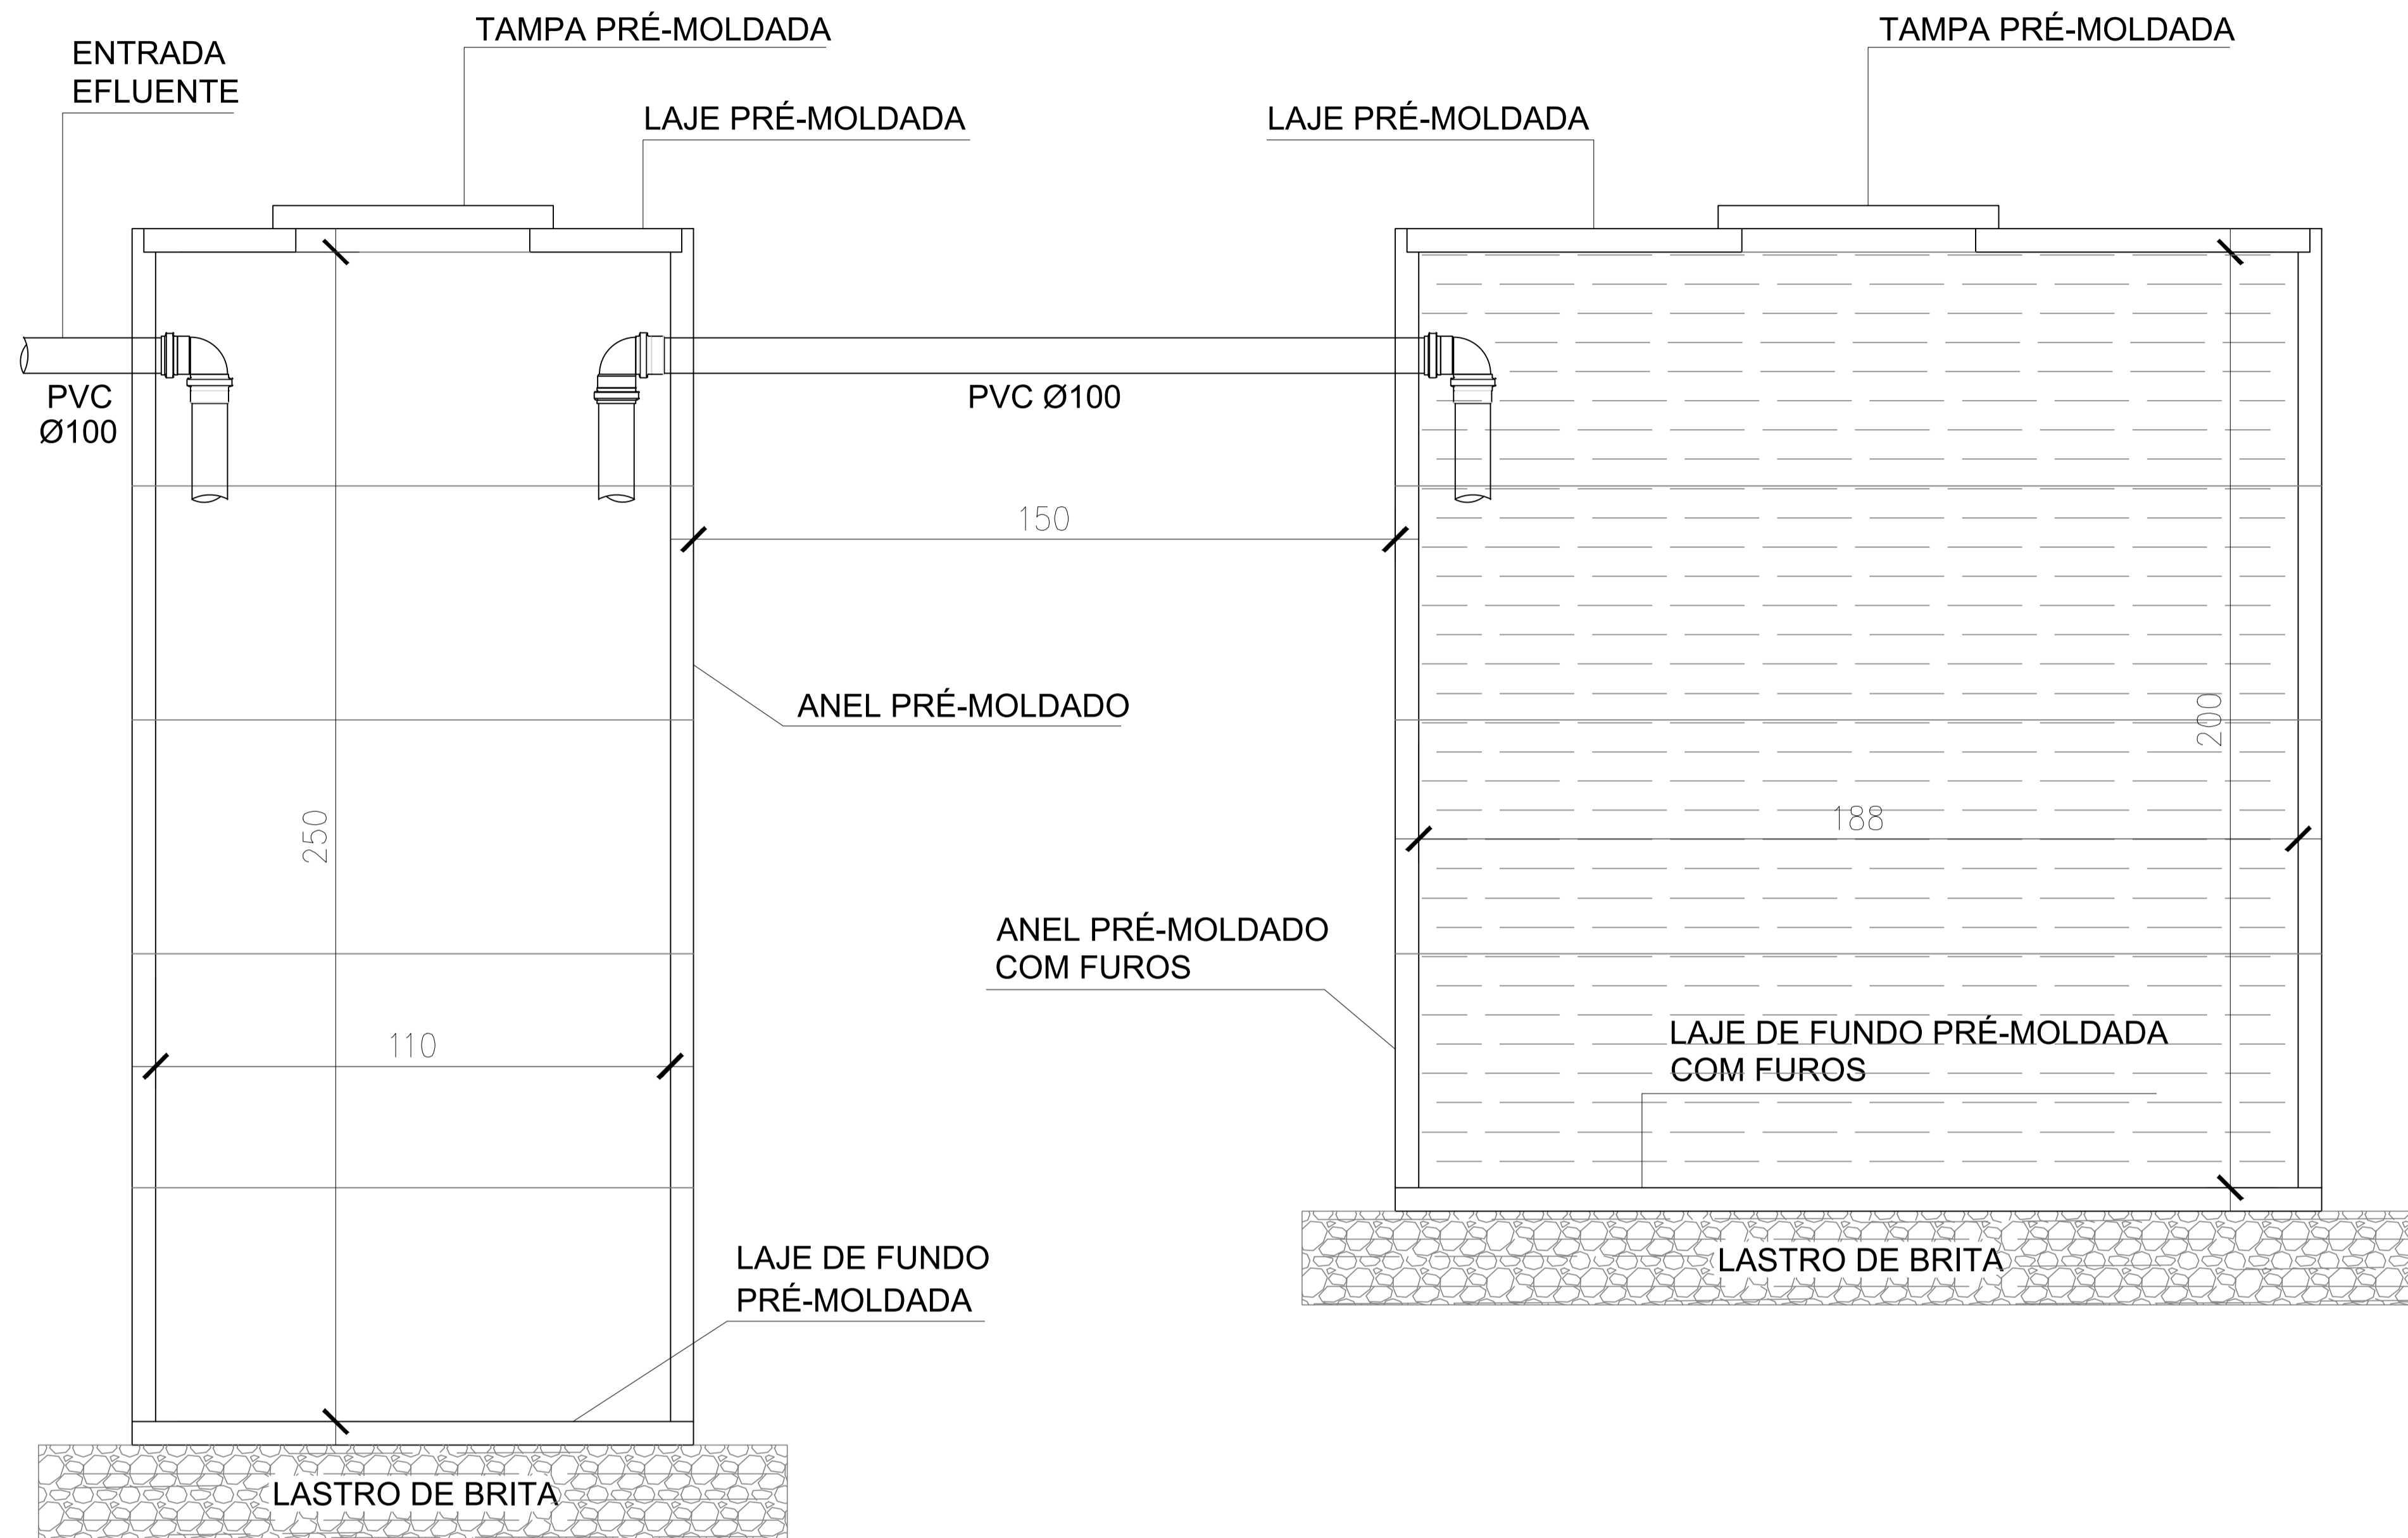 TAMPA PRÉ-MOLDADA
TAMPA PRÉ-MOLDADA
ENTRADA
EFLUENTE
LAJE PRÉ-MOLDADA
LAJE PRÉ-MOLDADA
PVC
Ø100
PVC Ø100
150
ANEL PRÉ-MOLDADO
200
250
188
ANEL PRÉ-MOLDADO
COM FUROS
110
LAJE DE FUNDO PRÉ-MOLDADA
COM FUROS
LAJE DE FUNDO
PRÉ-MOLDADA
LASTRO DE BRITA
LASTRO DE BRITA